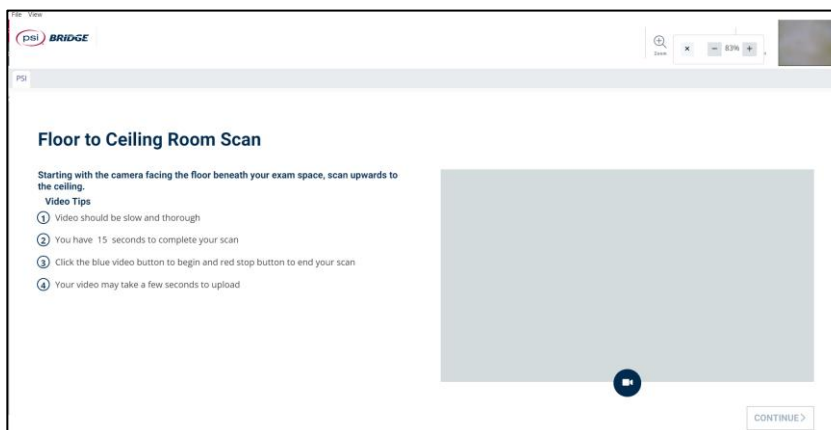 File View
psi BRIDGE
Zoom
× − 83% +
PSI
Floor to Ceiling Room Scan
Starting with the camera facing the floor beneath your exam space, scan upwards to
the ceiling.
Video Tips
1 Video should be slow and thorough
2 You have 15 seconds to complete your scan
3 Click the blue video button to begin and red stop button to end your scan
4 Your video may take a few seconds to upload
CONTINUE >